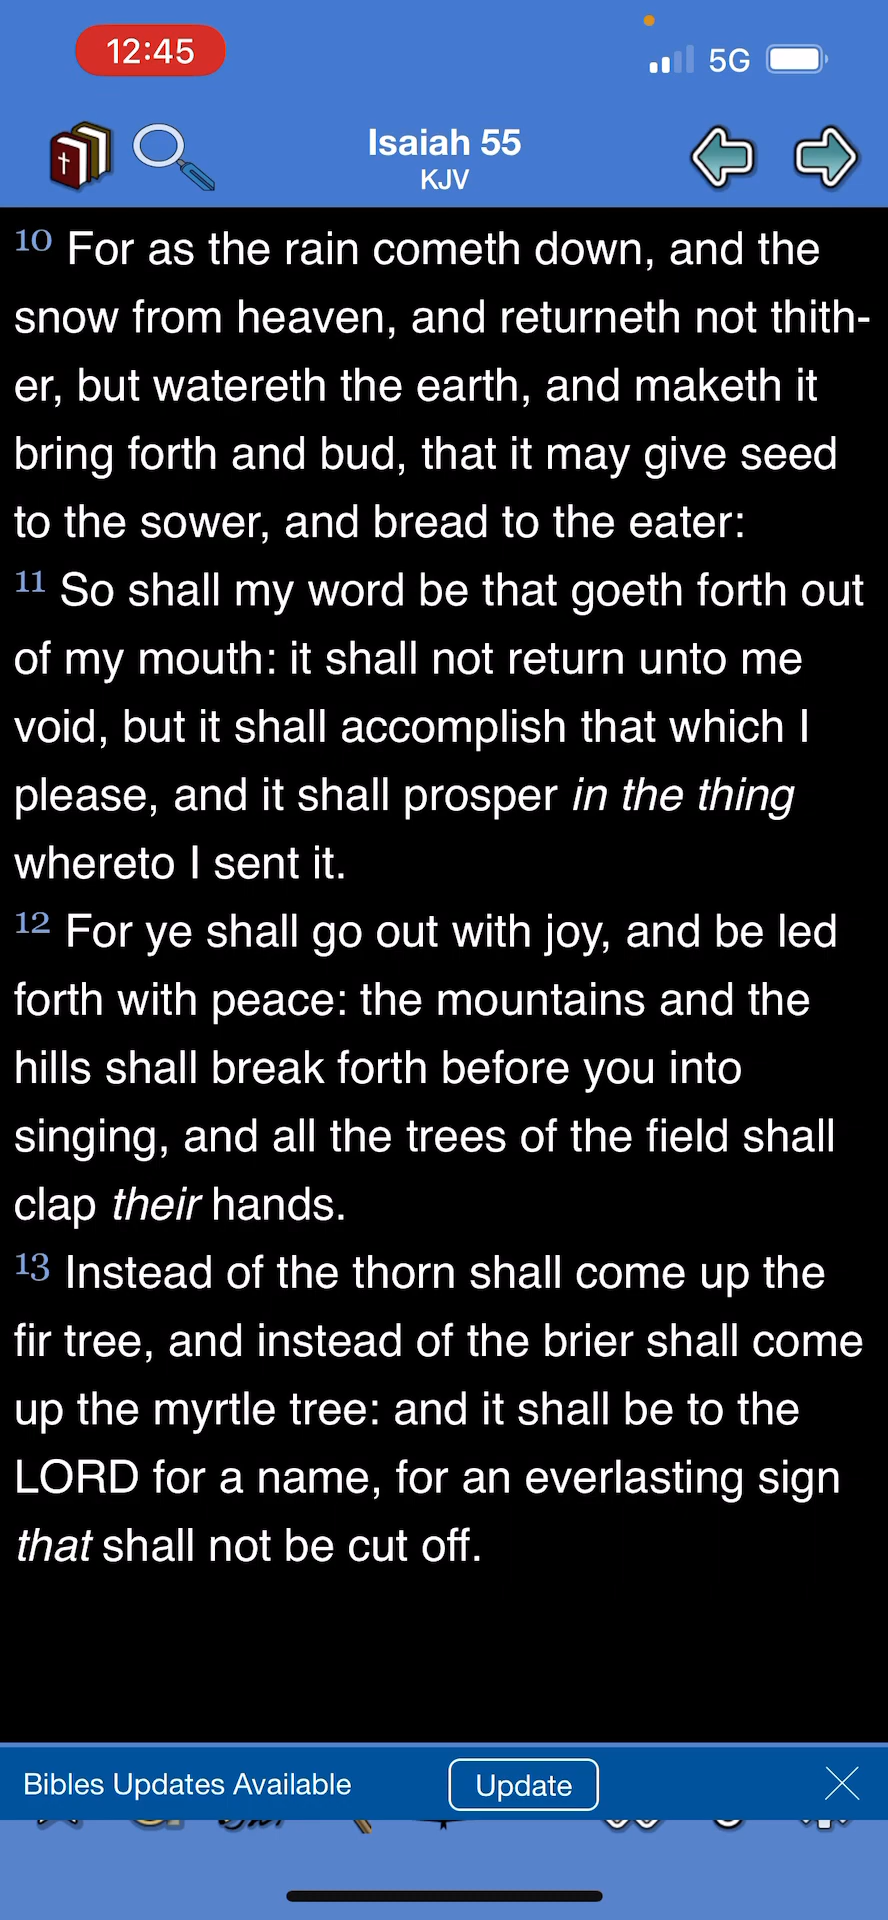 12:45
5G
Isaiah 55
KJV
10 For as the rain cometh down, and the
snow from heaven, and returneth not thith-
er, but watereth the earth, and maketh it
bring forth and bud, that it may give seed
to the sower, and bread to the eater:
11 So shall my word be that goeth forth out
of my mouth: it shall not return unto me
void, but it shall accomplish that which I
please, and it shall prosper in the thing
whereto I sent it.
12 For ye shall go out with joy, and be led
forth with peace: the mountains and the
hills shall break forth before you into
singing, and all the trees of the field shall
clap their hands.
13 Instead of the thorn shall come up the
fir tree, and instead of the brier shall come
up the myrtle tree: and it shall be to the
LORD for a name, for an everlasting sign
that shall not be cut off.
Bibles Updates Available
Update